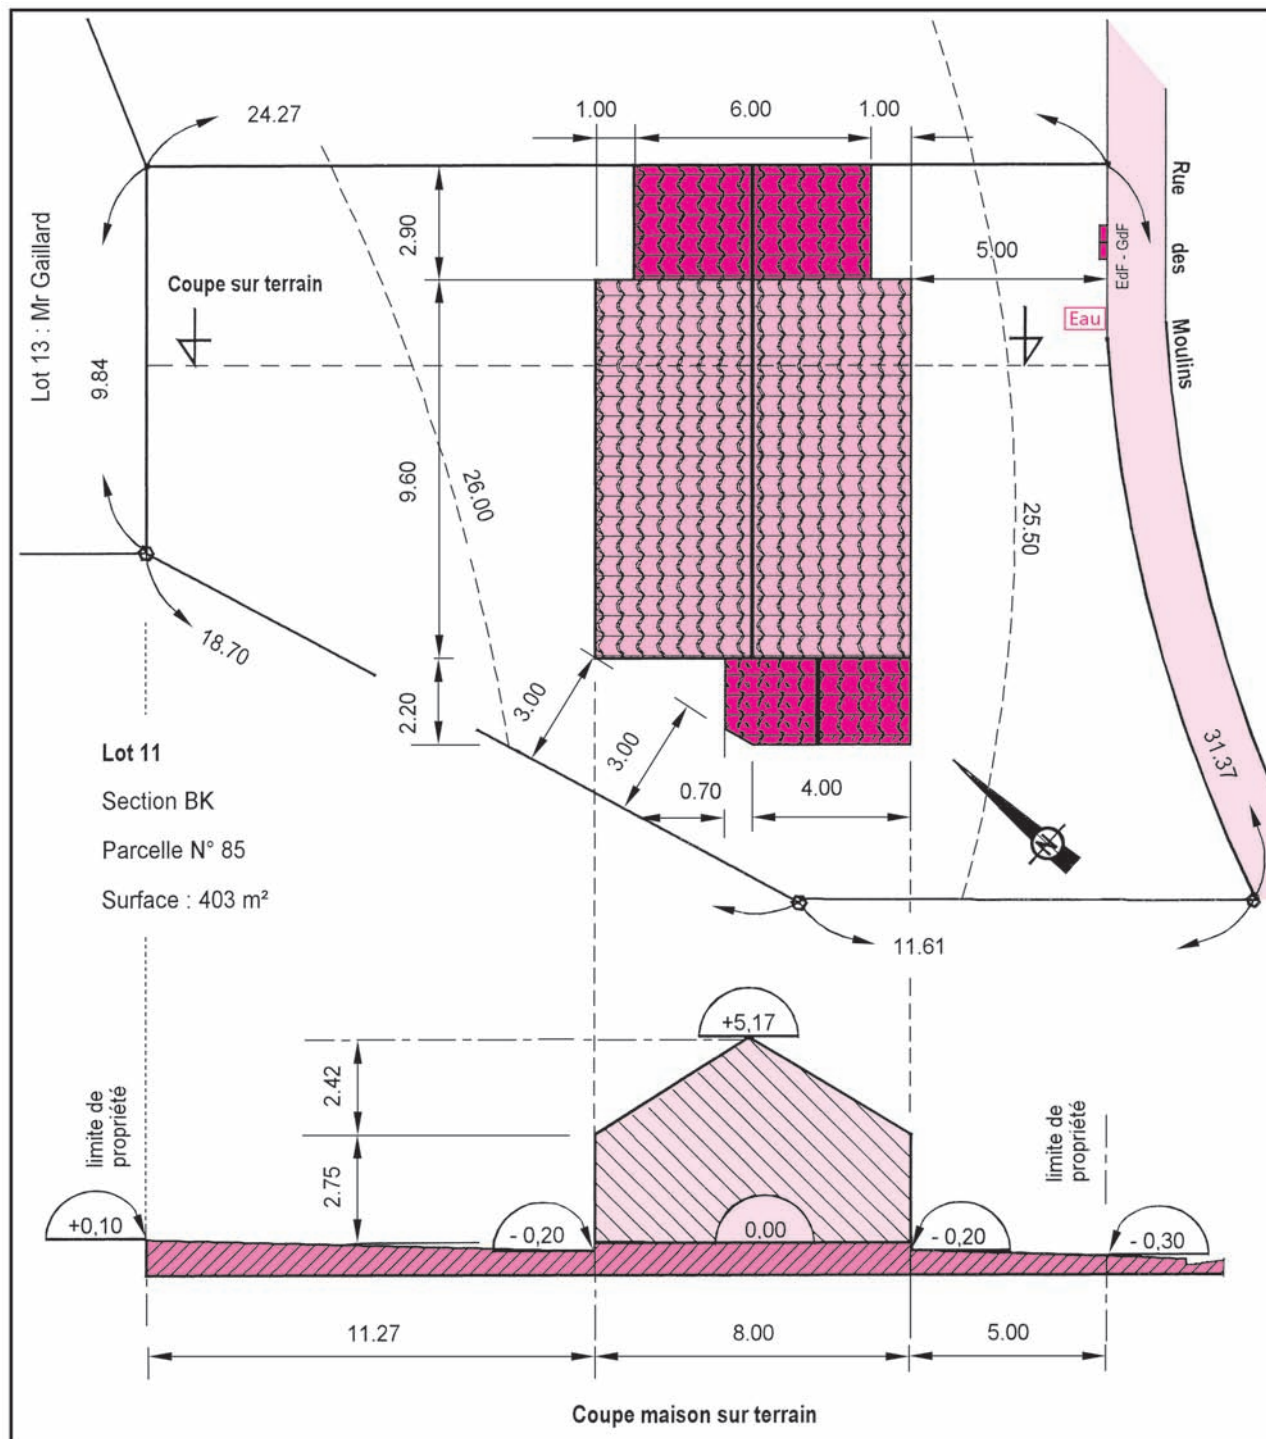 24.27
1.00 6.00 1.00
Rue des Moulins
Lot 13 : Mr Gaillard
2.90
5.00
EdF - GdF
Coupe sur terrain
Eau
9.84
9.60
26.00
25.50
18.70
2.20
3.00
3.00
31.37
Lot 11
0.70 4.00
Section BK
N
Parcelle N° 85
Surface : 403 m²
11.61
+5,17
2.42
limite de
propriété
limite de
propriété
2.75
+0,10 - 0,20 0,00 - 0,20 - 0,30
11.27 8.00 5.00
Coupe maison sur terrain